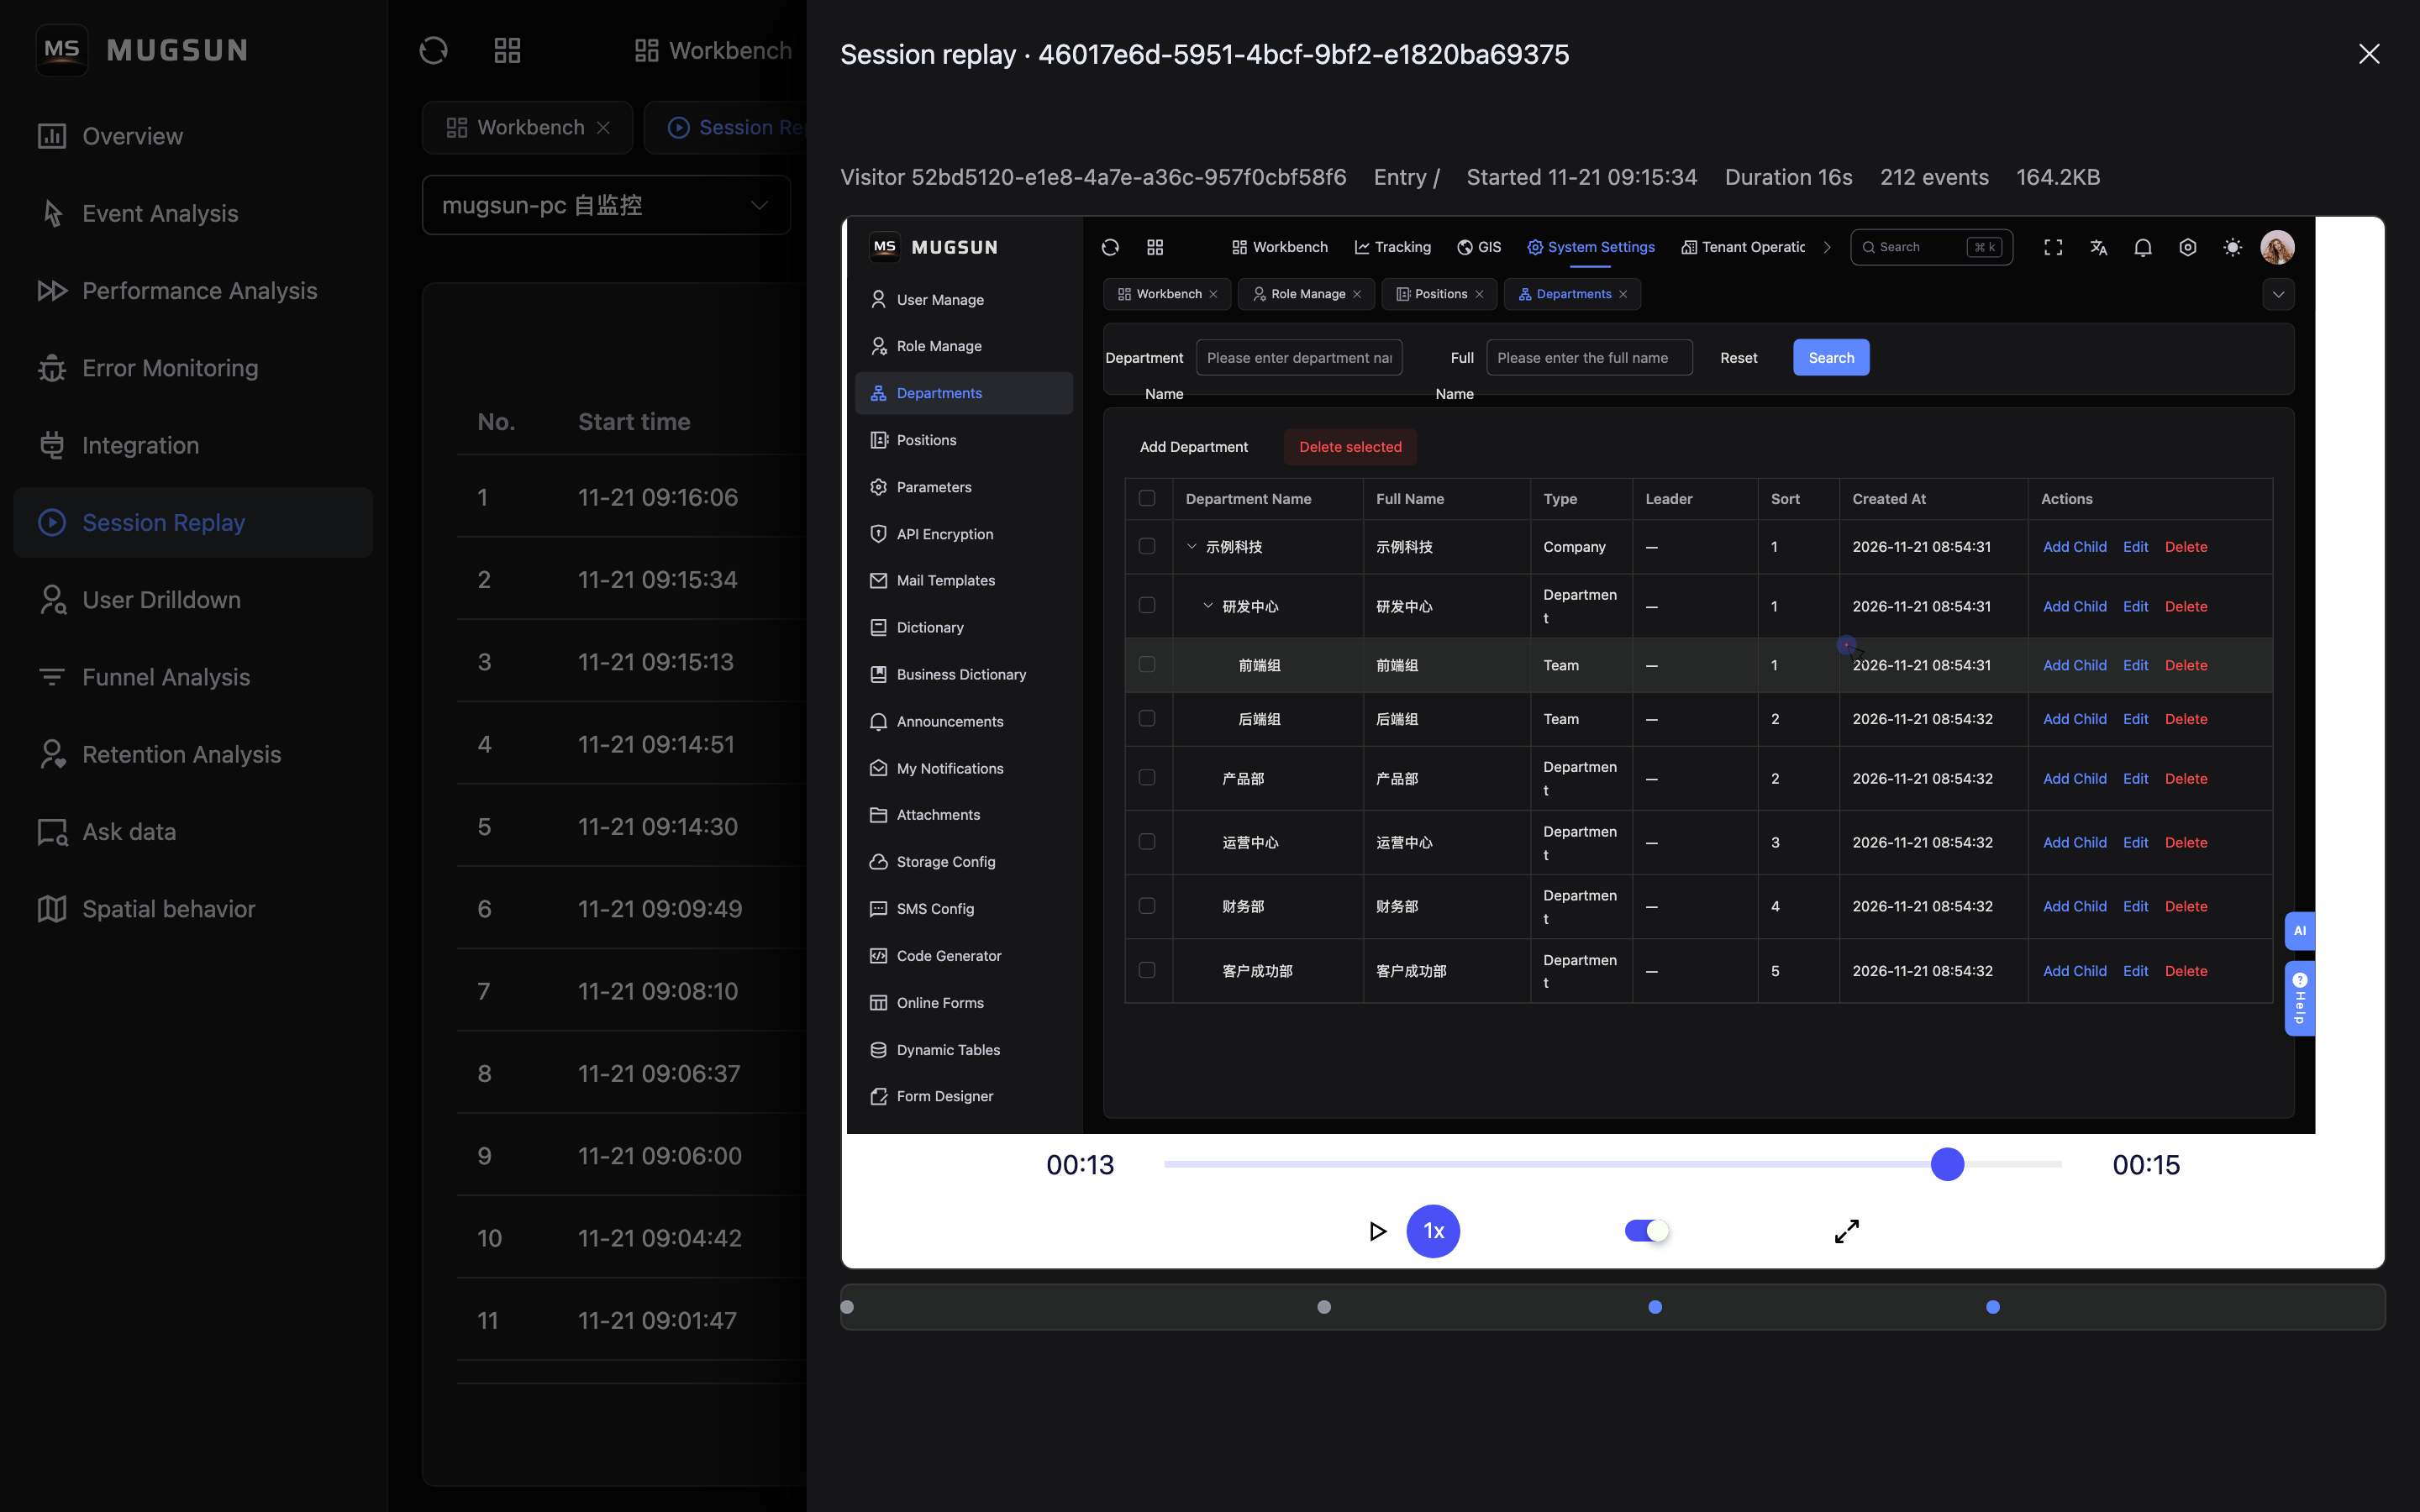 MS MUGSUN
Overview
Event Analysis
Performance Analysis
Error Monitoring
Integration
Session Replay
User Drilldown
Funnel Analysis
Retention Analysis
Ask data
Spatial behavior
Workbench
Workbench
Session Re
mugsun-pc 自监控
No. Start time
1 11-21 09:16:06
2 11-21 09:15:34
3 11-21 09:15:13
4 11-21 09:14:51
5 11-21 09:14:30
6 11-21 09:09:49
7 11-21 09:08:10
8 11-21 09:06:37
9 11-21 09:06:00
10 11-21 09:04:42
11 11-21 09:01:47
Session replay · 46017e6d-5951-4bcf-9bf2-e1820ba69375
Visitor 52bd5120-e1e8-4a7e-a36c-957f0cbf58f6 Entry / Started 11-21 09:15:34 Duration 16s 212 events 164.2KB
MS MUGSUN
User Manage
Role Manage
Departments
Positions
Parameters
API Encryption
Mail Templates
Dictionary
Business Dictionary
Announcements
My Notifications
Attachments
Storage Config
SMS Config
Code Generator
Online Forms
Dynamic Tables
Form Designer
Workbench Tracking GIS System Settings Tenant Operatic Search ⌘ k
Workbench Role Manage Positions Departments
Department Please enter department nai Full Please enter the full name Reset Search
Name Name
Add Department Delete selected
Department Name Full Name Type Leader Sort Created At Actions
示例科技 示例科技 Company — 1 2026-11-21 08:54:31 Add Child Edit Delete
研发中心 研发中心 Departmen — 1 2026-11-21 08:54:31 Add Child Edit Delete
t
前端组 前端组 Team — 1 2026-11-21 08:54:31 Add Child Edit Delete
后端组 后端组 Team — 2 2026-11-21 08:54:32 Add Child Edit Delete
产品部 产品部 Departmen — 2 2026-11-21 08:54:32 Add Child Edit Delete
t
运营中心 运营中心 Departmen — 3 2026-11-21 08:54:32 Add Child Edit Delete
t
财务部 财务部 Departmen — 4 2026-11-21 08:54:32 Add Child Edit Delete
t
客户成功部 客户成功部 Departmen — 5 2026-11-21 08:54:32 Add Child Edit Delete
t
AI
? Help
00:13 00:15
1x